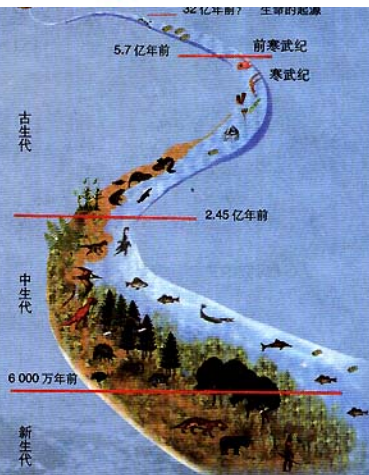 32亿年前？ 生命的起源
5.7亿年前 前寒武纪
寒武纪
古生代
2.45亿年前
中生代
6 000万年前
新生代